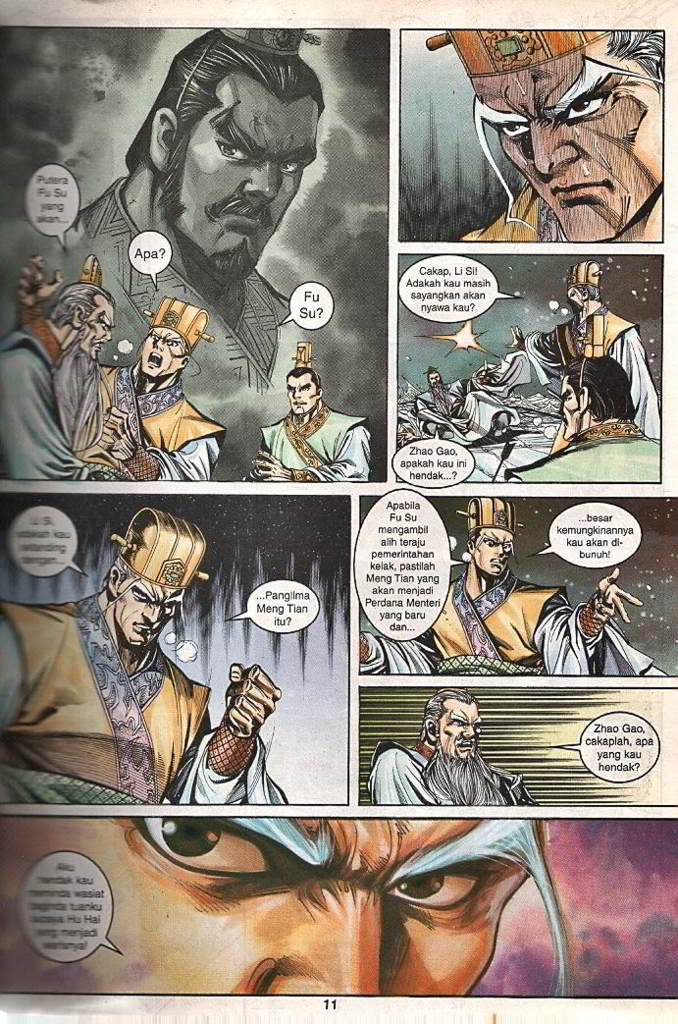 Putera
Fu Su
yang
akan...
Apa?
Fu
Su?
Cakap, Li Si!
Adakah kau masih
sayangkan akan
nyawa kau?
Zhao Gao,
apakah kau ini
hendak...?
Li Si,
adakah kau
setanding
dengan...
...Panglima
Meng Tian
itu?
Apabila
Fu Su
mengambil
alih teraju
pemerintahan
kelak, pastilah
Meng Tian yang
akan menjadi
Perdana Menteri
yang baru
dan...
...besar
kemungkinannya
kau akan di-
bunuh!
Zhao Gao,
cakaplah, apa
yang kau
hendak?
Aku
hendak kau
meminda wasiat
baginda tuanku
supaya Hu Hai
yang menjadi
warisnya!
11